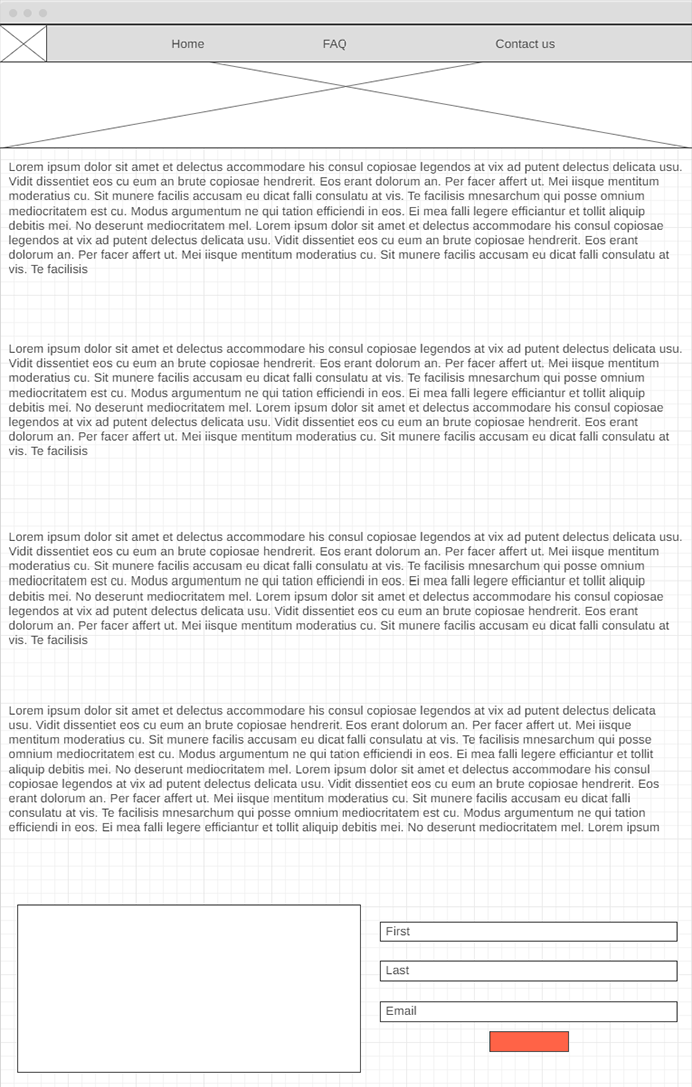 Home FAQ Contact us
Lorem ipsum dolor sit amet et delectus accommodare his consul copiosae legendos at vix ad putent delectus delicata usu.
Vidit dissentiet eos cu eum an brute copiosae hendrerit. Eos erant dolorum an. Per facer affert ut. Mei iisque mentitum
moderatius cu. Sit munere facilis accusam eu dicat falli consulatu at vis. Te facilisis mnesarchum qui posse omnium
mediocritatem est cu. Modus argumentum ne qui tation efficiendi in eos. Ei mea falli legere efficiantur et tollit aliquip
debitis mei. No deserunt mediocritatem mel. Lorem ipsum dolor sit amet et delectus accommodare his consul copiosae
legendos at vix ad putent delectus delicata usu. Vidit dissentiet eos cu eum an brute copiosae hendrerit. Eos erant
dolorum an. Per facer affert ut. Mei iisque mentitum moderatius cu. Sit munere facilis accusam eu dicat falli consulatu at
vis. Te facilisis
Lorem ipsum dolor sit amet et delectus accommodare his consul copiosae legendos at vix ad putent delectus delicata usu.
Vidit dissentiet eos cu eum an brute copiosae hendrerit. Eos erant dolorum an. Per facer affert ut. Mei iisque mentitum
moderatius cu. Sit munere facilis accusam eu dicat falli consulatu at vis. Te facilisis mnesarchum qui posse omnium
mediocritatem est cu. Modus argumentum ne qui tation efficiendi in eos. Ei mea falli legere efficiantur et tollit aliquip
debitis mei. No deserunt mediocritatem mel. Lorem ipsum dolor sit amet et delectus accommodare his consul copiosae
legendos at vix ad putent delectus delicata usu. Vidit dissentiet eos cu eum an brute copiosae hendrerit. Eos erant
dolorum an. Per facer affert ut. Mei iisque mentitum moderatius cu. Sit munere facilis accusam eu dicat falli consulatu at
vis. Te facilisis
Lorem ipsum dolor sit amet et delectus accommodare his consul copiosae legendos at vix ad putent delectus delicata usu.
Vidit dissentiet eos cu eum an brute copiosae hendrerit. Eos erant dolorum an. Per facer affert ut. Mei iisque mentitum
moderatius cu. Sit munere facilis accusam eu dicat falli consulatu at vis. Te facilisis mnesarchum qui posse omnium
mediocritatem est cu. Modus argumentum ne qui tation efficiendi in eos. Ei mea falli legere efficiantur et tollit aliquip
debitis mei. No deserunt mediocritatem mel. Lorem ipsum dolor sit amet et delectus accommodare his consul copiosae
legendos at vix ad putent delectus delicata usu. Vidit dissentiet eos cu eum an brute copiosae hendrerit. Eos erant
dolorum an. Per facer affert ut. Mei iisque mentitum moderatius cu. Sit munere facilis accusam eu dicat falli consulatu at
vis. Te facilisis
Lorem ipsum dolor sit amet et delectus accommodare his consul copiosae legendos at vix ad putent delectus delicata
usu. Vidit dissentiet eos cu eum an brute copiosae hendrerit. Eos erant dolorum an. Per facer affert ut. Mei iisque
mentitum moderatius cu. Sit munere facilis accusam eu dicat falli consulatu at vis. Te facilisis mnesarchum qui posse
omnium mediocritatem est cu. Modus argumentum ne qui tation efficiendi in eos. Ei mea falli legere efficiantur et tollit
aliquip debitis mei. No deserunt mediocritatem mel. Lorem ipsum dolor sit amet et delectus accommodare his consul
copiosae legendos at vix ad putent delectus delicata usu. Vidit dissentiet eos cu eum an brute copiosae hendrerit. Eos
erant dolorum an. Per facer affert ut. Mei iisque mentitum moderatius cu. Sit munere facilis accusam eu dicat falli
consulatu at vis. Te facilisis mnesarchum qui posse omnium mediocritatem est cu. Modus argumentum ne qui tation
efficiendi in eos. Ei mea falli legere efficiantur et tollit aliquip debitis mei. No deserunt mediocritatem mel. Lorem ipsum
First
Last
Email